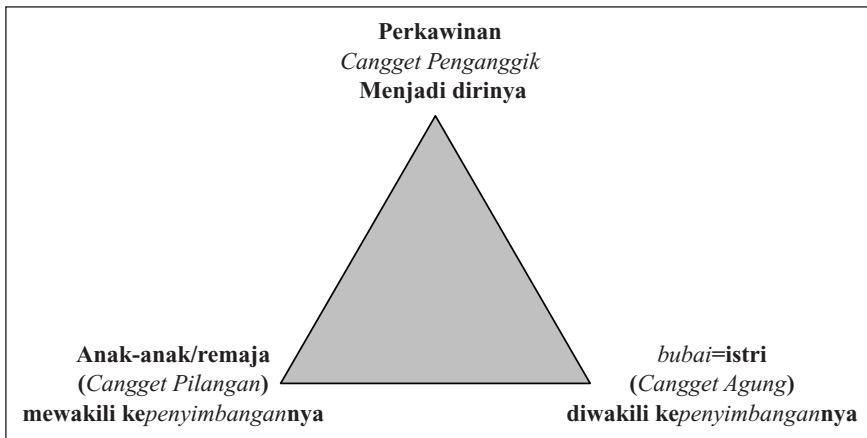 Perkawinan
Cangget Penganggik
Menjadi dirinya
Anak-anak/remaja
(Cangget Pilangan)
mewakili kepenyimbangannya
bubai=istri
(Cangget Agung)
diwakili kepenyimbangannya